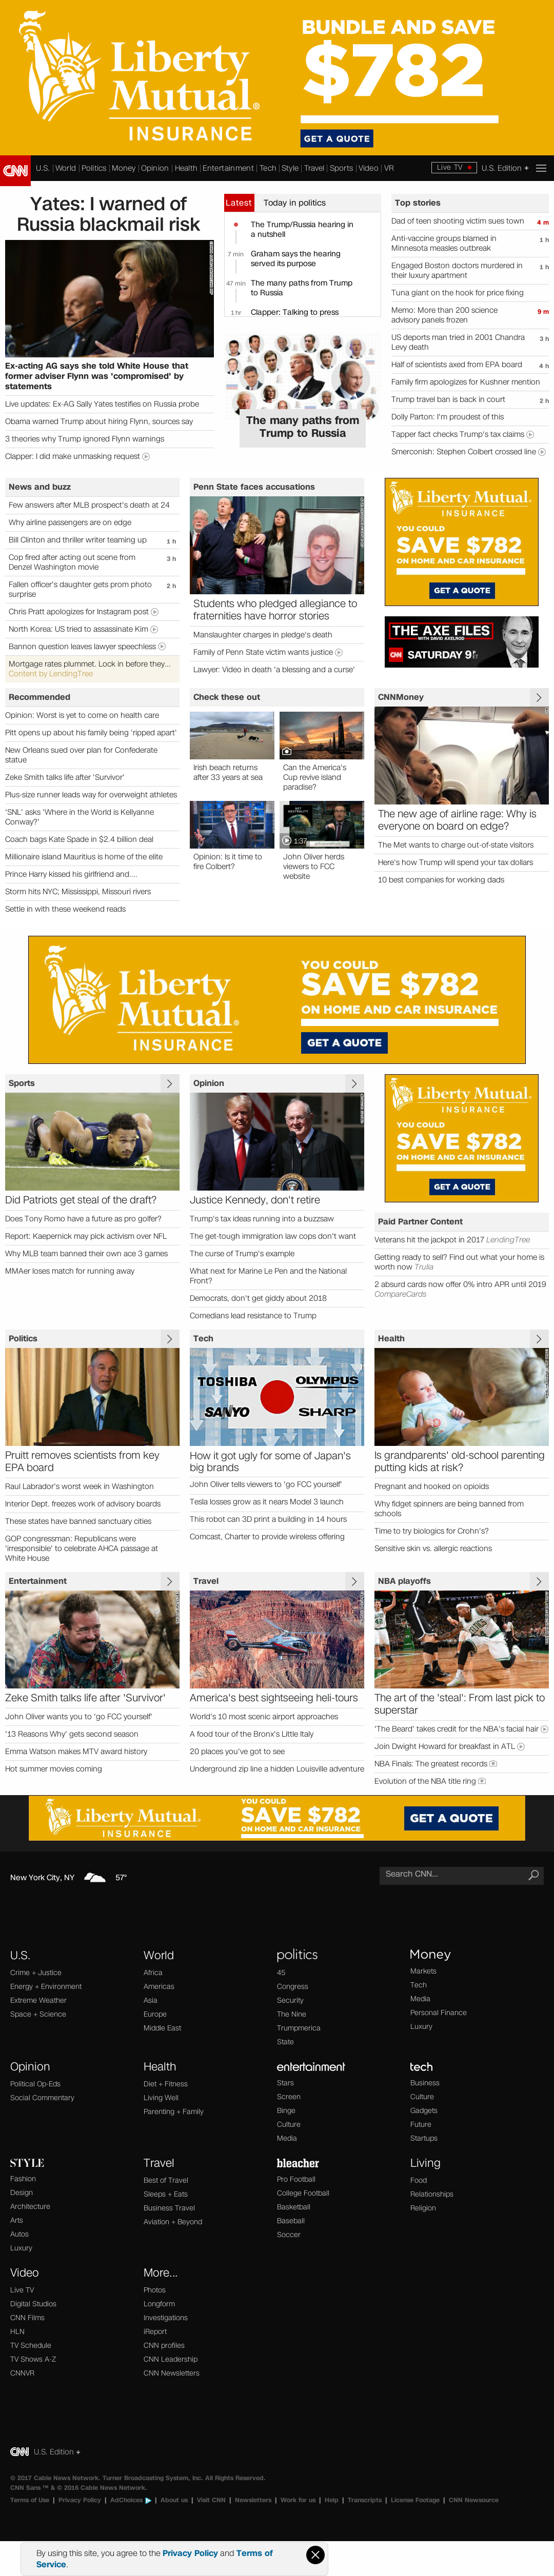 Liberty
Mutual
INSURANCE
BUNDLE AND SAVE
$782
GET A QUOTE
CNN
U.S. World Politics Money Opinion Health Entertainment Tech Style Travel Sports Video VR
Live TV
U.S. Edition +
Yates: I warned of
Russia blackmail risk
Ex-acting AG says she told White House that
former adviser Flynn was 'compromised' by
statements
Live updates: Ex-AG Sally Yates testifies on Russia probe
Obama warned Trump about hiring Flynn, sources say
3 theories why Trump ignored Flynn warnings
Clapper: I did make unmasking request
Latest
Today in politics
The Trump/Russia hearing in
a nutshell
7 min
Graham says the hearing
served its purpose
47 min
The many paths from Trump
to Russia
1 hr
Clapper: Talking to press
The many paths from
Trump to Russia
Top stories
Dad of teen shooting victim sues town 4 m
Anti-vaccine groups blamed in 1 h
Minnesota measles outbreak
Engaged Boston doctors murdered in 1 h
their luxury apartment
Tuna giant on the hook for price fixing
Memo: More than 200 science 9 m
advisory panels frozen
US deports man tried in 2001 Chandra 3 h
Levy death
Half of scientists axed from EPA board 4 h
Family firm apologizes for Kushner mention
Trump travel ban is back in court 2 h
Dolly Parton: I'm proudest of this
Tapper fact checks Trump's tax claims
Smerconish: Stephen Colbert crossed line
News and buzz
Few answers after MLB prospect's death at 24
Why airline passengers are on edge
Bill Clinton and thriller writer teaming up 1 h
Cop fired after acting out scene from 3 h
Denzel Washington movie
Fallen officer's daughter gets prom photo 2 h
surprise
Chris Pratt apologizes for Instagram post
North Korea: US tried to assassinate Kim
Bannon question leaves lawyer speechless
Mortgage rates plummet. Lock in before they...
Content by LendingTree
Penn State faces accusations
Students who pledged allegiance to
fraternities have horror stories
Manslaughter charges in pledge's death
Family of Penn State victim wants justice
Lawyer: Video in death 'a blessing and a curse'
Liberty Mutual
INSURANCE
YOU COULD
SAVE $782
ON HOME AND CAR INSURANCE
GET A QUOTE
THE AXE FILES
WITH DAVID AXELROD
CNN SATURDAY 9
Recommended
Opinion: Worst is yet to come on health care
Pitt opens up about his family being 'ripped apart'
New Orleans sued over plan for Confederate
statue
Zeke Smith talks life after 'Survivor'
Plus-size runner leads way for overweight athletes
'SNL' asks 'Where in the World is Kellyanne
Conway?'
Coach bags Kate Spade in $2.4 billion deal
Millionaire island Mauritius is home of the elite
Prince Harry kissed his girlfriend and....
Storm hits NYC; Mississippi, Missouri rivers
Settle in with these weekend reads
Check these out
Irish beach returns
after 33 years at sea
Can the America's
Cup revive island
paradise?
1:37
Opinion: Is it time to
fire Colbert?
John Oliver herds
viewers to FCC
website
CNNMoney
The new age of airline rage: Why is
everyone on board on edge?
The Met wants to charge out-of-state visitors
Here's how Trump will spend your tax dollars
10 best companies for working dads
Liberty
Mutual
INSURANCE
YOU COULD
SAVE $782
ON HOME AND CAR INSURANCE
GET A QUOTE
Sports
Did Patriots get steal of the draft?
Does Tony Romo have a future as pro golfer?
Report: Kaepernick may pick activism over NFL
Why MLB team banned their own ace 3 games
MMAer loses match for running away
Opinion
Justice Kennedy, don't retire
Trump's tax ideas running into a buzzsaw
The get-tough immigration law cops don't want
The curse of Trump's example
What next for Marine Le Pen and the National
Front?
Democrats, don't get giddy about 2018
Comedians lead resistance to Trump
Liberty Mutual
INSURANCE
YOU COULD
SAVE $782
ON HOME AND CAR INSURANCE
GET A QUOTE
Paid Partner Content
Veterans hit the jackpot in 2017 LendingTree
Getting ready to sell? Find out what your home is
worth now Trulia
2 absurd cards now offer 0% intro APR until 2019
CompareCards
Politics
Pruitt removes scientists from key
EPA board
Raul Labrador's worst week in Washington
Interior Dept. freezes work of advisory boards
These states have banned sanctuary cities
GOP congressman: Republicans were
'irresponsible' to celebrate AHCA passage at
White House
Tech
TOSHIBA
OLYMPUS
SANYO
SHARP
How it got ugly for some of Japan's
big brands
John Oliver tells viewers to 'go FCC yourself'
Tesla losses grow as it nears Model 3 launch
This robot can 3D print a building in 14 hours
Comcast, Charter to provide wireless offering
Health
Is grandparents' old-school parenting
putting kids at risk?
Pregnant and hooked on opioids
Why fidget spinners are being banned from
schools
Time to try biologics for Crohn's?
Sensitive skin vs. allergic reactions
Entertainment
Zeke Smith talks life after 'Survivor'
John Oliver wants you to 'go FCC yourself'
'13 Reasons Why' gets second season
Emma Watson makes MTV award history
Hot summer movies coming
Travel
America's best sightseeing heli-tours
World's 10 most scenic airport approaches
A food tour of the Bronx's Little Italy
20 places you've got to see
Underground zip line a hidden Louisville adventure
NBA playoffs
The art of the 'steal': From last pick to
superstar
'The Beard' takes credit for the NBA's facial hair
Join Dwight Howard for breakfast in ATL
NBA Finals: The greatest records
Evolution of the NBA title ring
Liberty Mutual
INSURANCE
YOU COULD
SAVE $782
ON HOME AND CAR INSURANCE
GET A QUOTE
New York City, NY 57°
Search CNN...
U.S.
Crime + Justice
Energy + Environment
Extreme Weather
Space + Science
World
Africa
Americas
Asia
Europe
Middle East
politics
45
Congress
Security
The Nine
Trumpmerica
State
Money
Markets
Tech
Media
Personal Finance
Luxury
Opinion
Political Op-Eds
Social Commentary
Health
Diet + Fitness
Living Well
Parenting + Family
entertainment
Stars
Screen
Binge
Culture
Media
tech
Business
Culture
Gadgets
Future
Startups
STYLE
Fashion
Design
Architecture
Arts
Autos
Luxury
Travel
Best of Travel
Sleeps + Eats
Business Travel
Aviation + Beyond
bleacher
Pro Football
College Football
Basketball
Baseball
Soccer
Living
Food
Relationships
Religion
Video
Live TV
Digital Studios
CNN Films
HLN
TV Schedule
TV Shows A-Z
CNNVR
More...
Photos
Longform
Investigations
iReport
CNN profiles
CNN Leadership
CNN Newsletters
CNN U.S. Edition +
© 2017 Cable News Network. Turner Broadcasting System, Inc. All Rights Reserved.
CNN Sans ™ & © 2016 Cable News Network.
Terms of Use | Privacy Policy | AdChoices | About us | Visit CNN | Newsletters | Work for us | Help | Transcripts | License Footage | CNN Newsource
By using this site, you agree to the Privacy Policy and Terms of
Service.